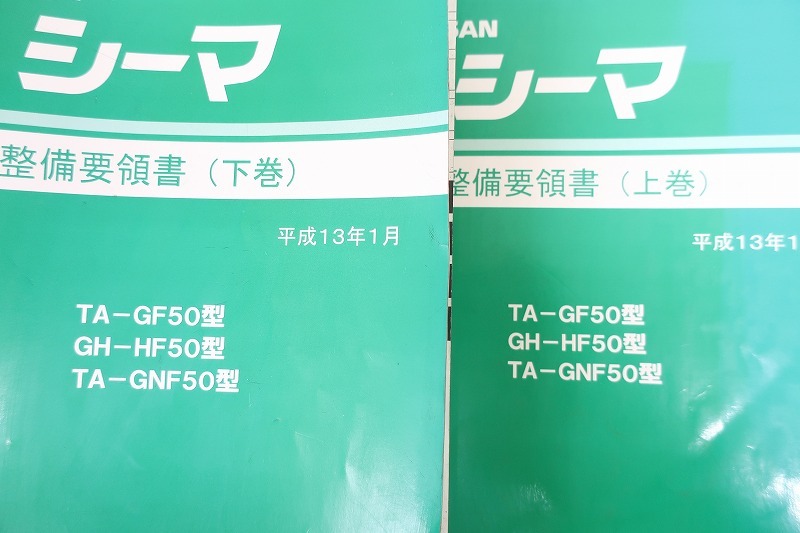 シーマ
整備要領書（下巻）
平成13年1月
TA－GF50型
GH－HF50型
TA－GNF50型
SAN
シーマ
整備要領書（上巻）
平成13年1
TA－GF50型
GH－HF50型
TA－GNF50型